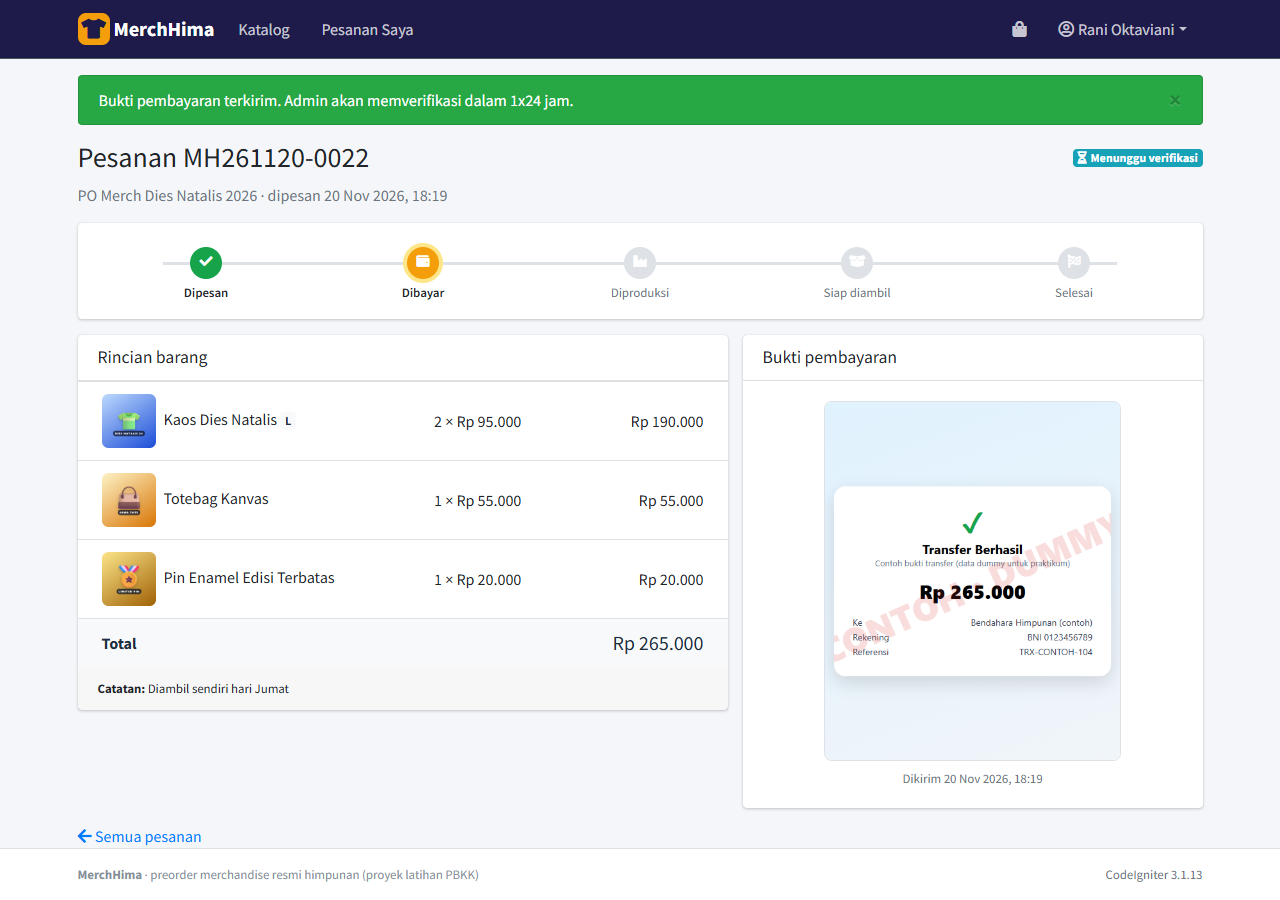 MerchHima Katalog Pesanan Saya Rani Oktaviani
Bukti pembayaran terkirim. Admin akan memverifikasi dalam 1x24 jam. ×
Pesanan MH261120-0022 Menunggu verifikasi
PO Merch Dies Natalis 2026 · dipesan 20 Nov 2026, 18:19
Dipesan Dibayar Diproduksi Siap diambil Selesai
Rincian barang
Kaos Dies Natalis L 2 × Rp 95.000 Rp 190.000
Totebag Kanvas 1 × Rp 55.000 Rp 55.000
Pin Enamel Edisi Terbatas 1 × Rp 20.000 Rp 20.000
Total Rp 265.000
Catatan: Diambil sendiri hari Jumat
Bukti pembayaran
Transfer Berhasil
Contoh bukti transfer (data dummy untuk praktikum)
Rp 265.000
Ke Bendahara Himpunan (contoh)
Rekening BNI 0123456789
Referensi TRX-CONTOH-104
CONTOH - DUMMY
Dikirim 20 Nov 2026, 18:19
Semua pesanan
MerchHima · preorder merchandise resmi himpunan (proyek latihan PBKK) CodeIgniter 3.1.13